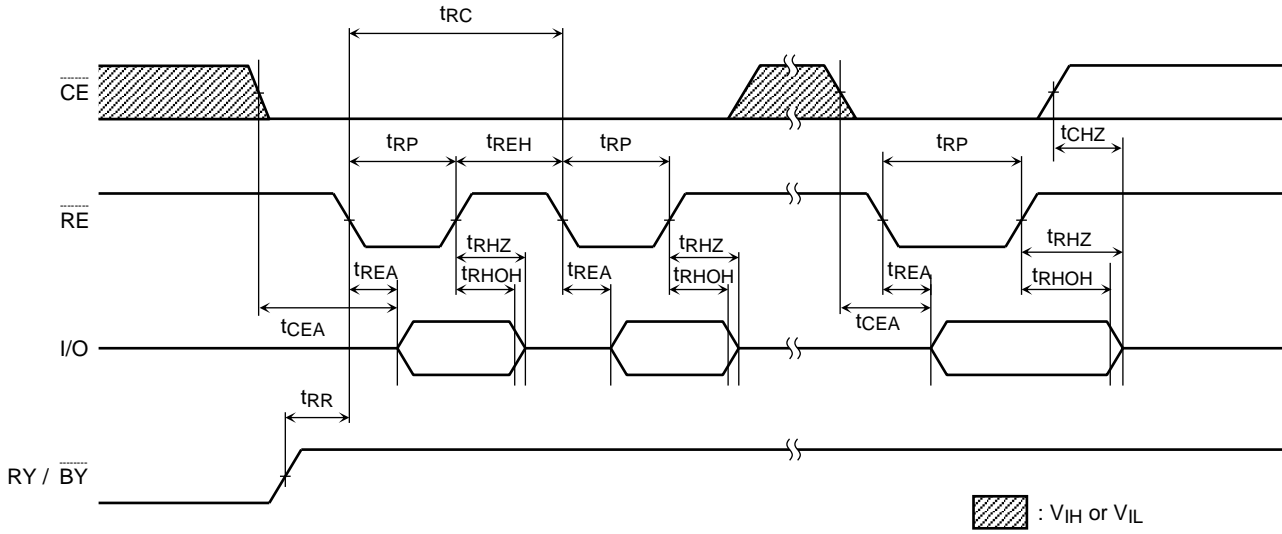 tRC
CE
tCHZ
tRP tREH tRP tRP
RE
tRHZ tRHZ tRHZ
tREA tREA tREA
tRHOH tRHOH tRHOH
tCEA tCEA
I/O
tRR
RY / BY
: VIH or VIL